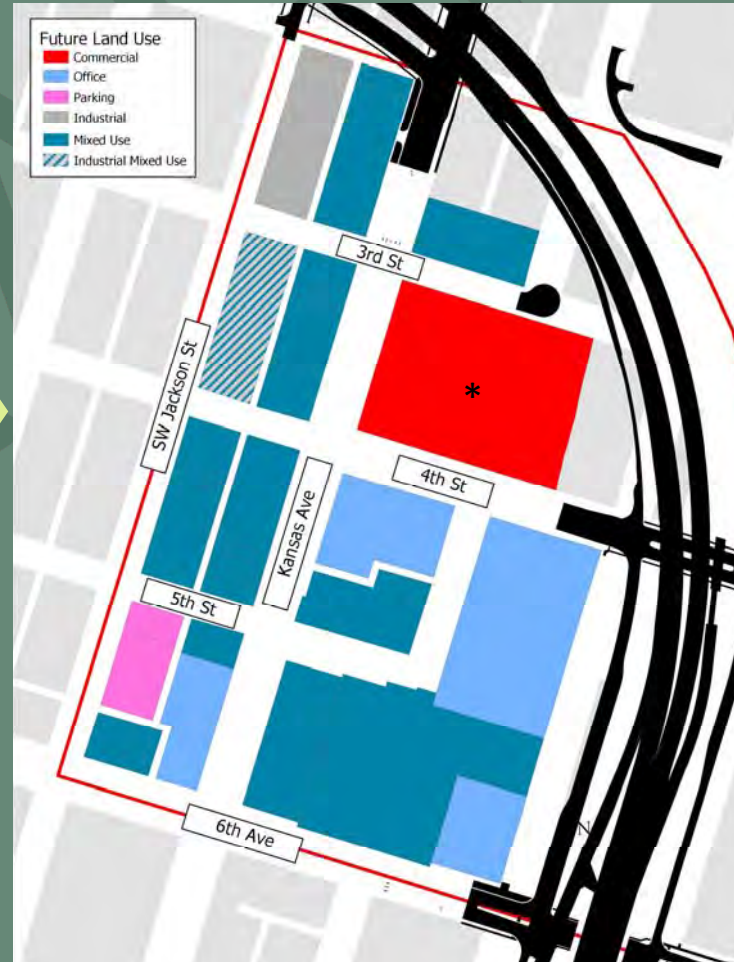 Future Land Use
Commercial
Office
Parking
Industrial
Mixed Use
Industrial Mixed Use
3rd St
SW Jackson St
*
4th St
Kansas Ave
5th St
6th Ave
N